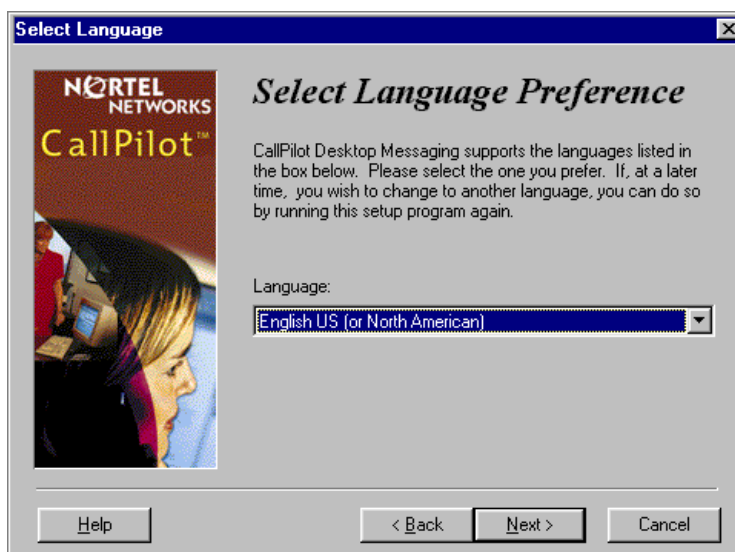 Select Language
NORTEL
NETWORKS
CallPilot™
Select Language Preference
CallPilot Desktop Messaging supports the languages listed in
the box below. Please select the one you prefer. If, at a later
time, you wish to change to another language, you can do so
by running this setup program again.
Language:
English US (or North American)
Help
< Back
Next >
Cancel